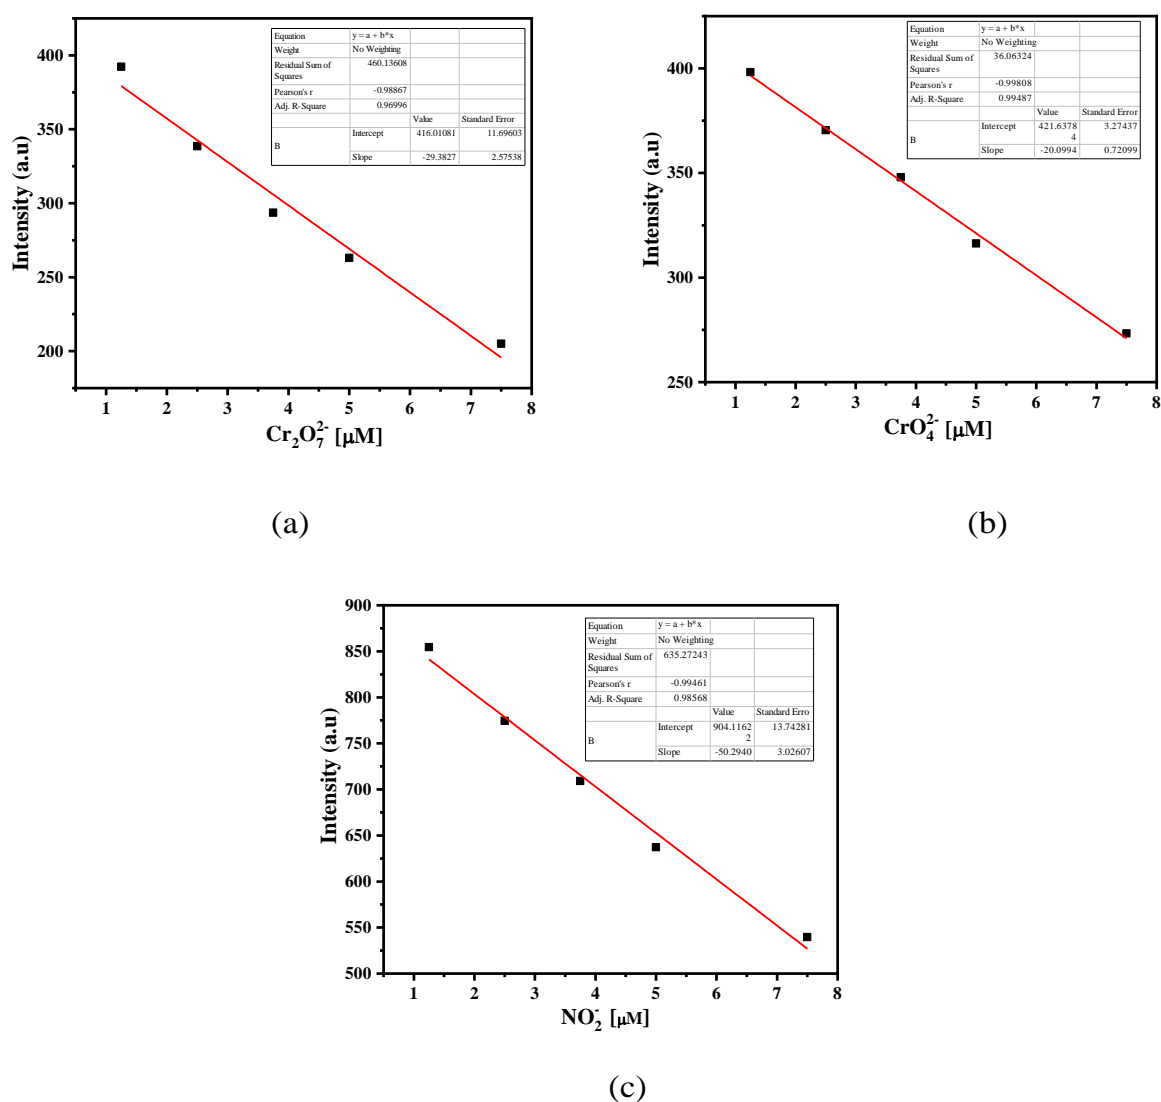 Equation y = a + b*x
Weight No Weighting
Residual Sum of Squares 460.13608
Pearson's r -0.98867
Adj. R-Square 0.96996
Value Standard Error
B Intercept 416.01081 11.69603
Slope -29.3827 2.57538
400
350
300
250
200
Intensity (a.u)
1 2 3 4 5 6 7 8
Cr₂O₇²⁻ [μM]
(a)
Equation y = a + b*x
Weight No Weighting
Residual Sum of Squares 36.06324
Pearson's r -0.99808
Adj. R-Square 0.99487
Value Standard Error
B Intercept 421.63784 3.27437
Slope -20.0994 0.72099
400
350
300
250
Intensity (a.u)
1 2 3 4 5 6 7 8
CrO₄²⁻ [μM]
(b)
Equation y = a + b*x
Weight No Weighting
Residual Sum of Squares 635.27243
Pearson's r -0.99461
Adj. R-Square 0.98568
Value Standard Erro
B Intercept 904.11622 13.74281
Slope -50.2940 3.02607
900
850
800
750
700
650
600
550
500
Intensity (a.u)
1 2 3 4 5 6 7 8
NO₂⁻ [μM]
(c)